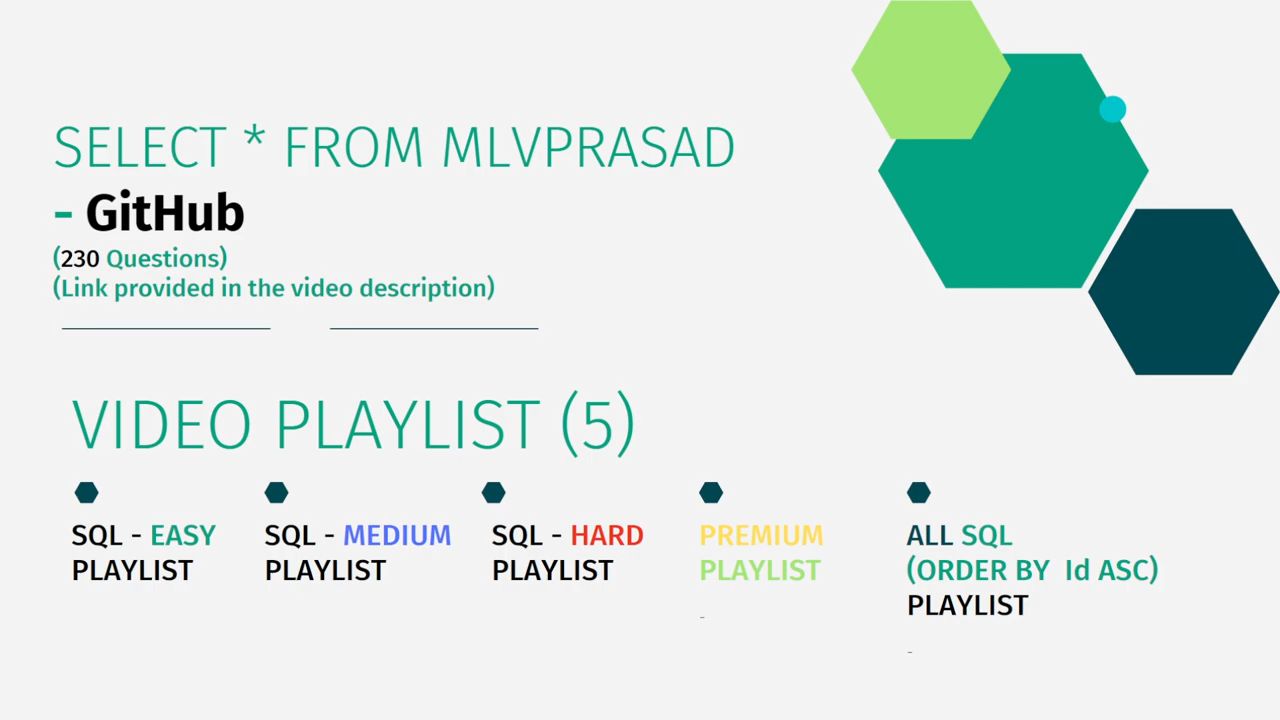 SELECT * FROM MLVPRASAD
- GitHub
(230 Questions)
(Link provided in the video description)
VIDEO PLAYLIST (5)
SQL - EASY
PLAYLIST
SQL - MEDIUM
PLAYLIST
SQL - HARD
PLAYLIST
PREMIUM
PLAYLIST
-
ALL SQL
(ORDER BY Id ASC)
PLAYLIST
-